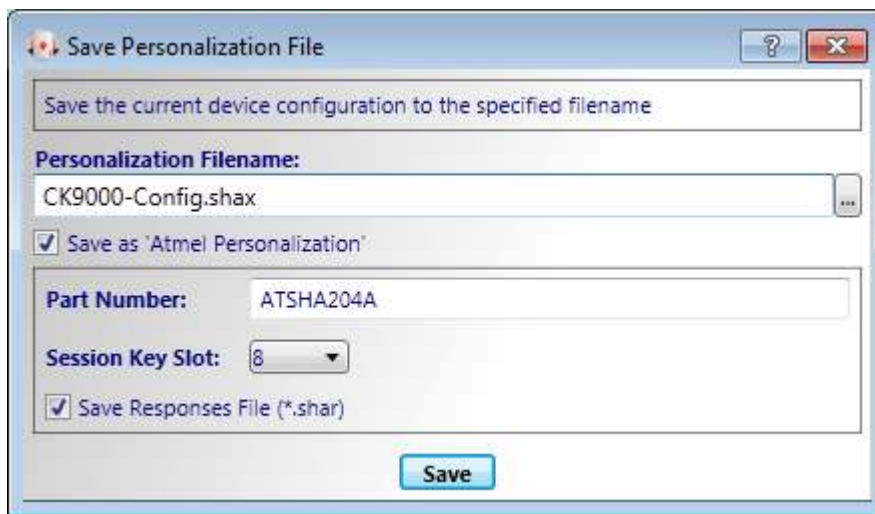 Save Personalization File
Save the current device configuration to the specified filename
Personalization Filename:
CK9000-Config.shax
...
Save as 'Atmel Personalization'
Part Number: ATSHA204A
Session Key Slot: 8
Save Responses File (*.shar)
Save